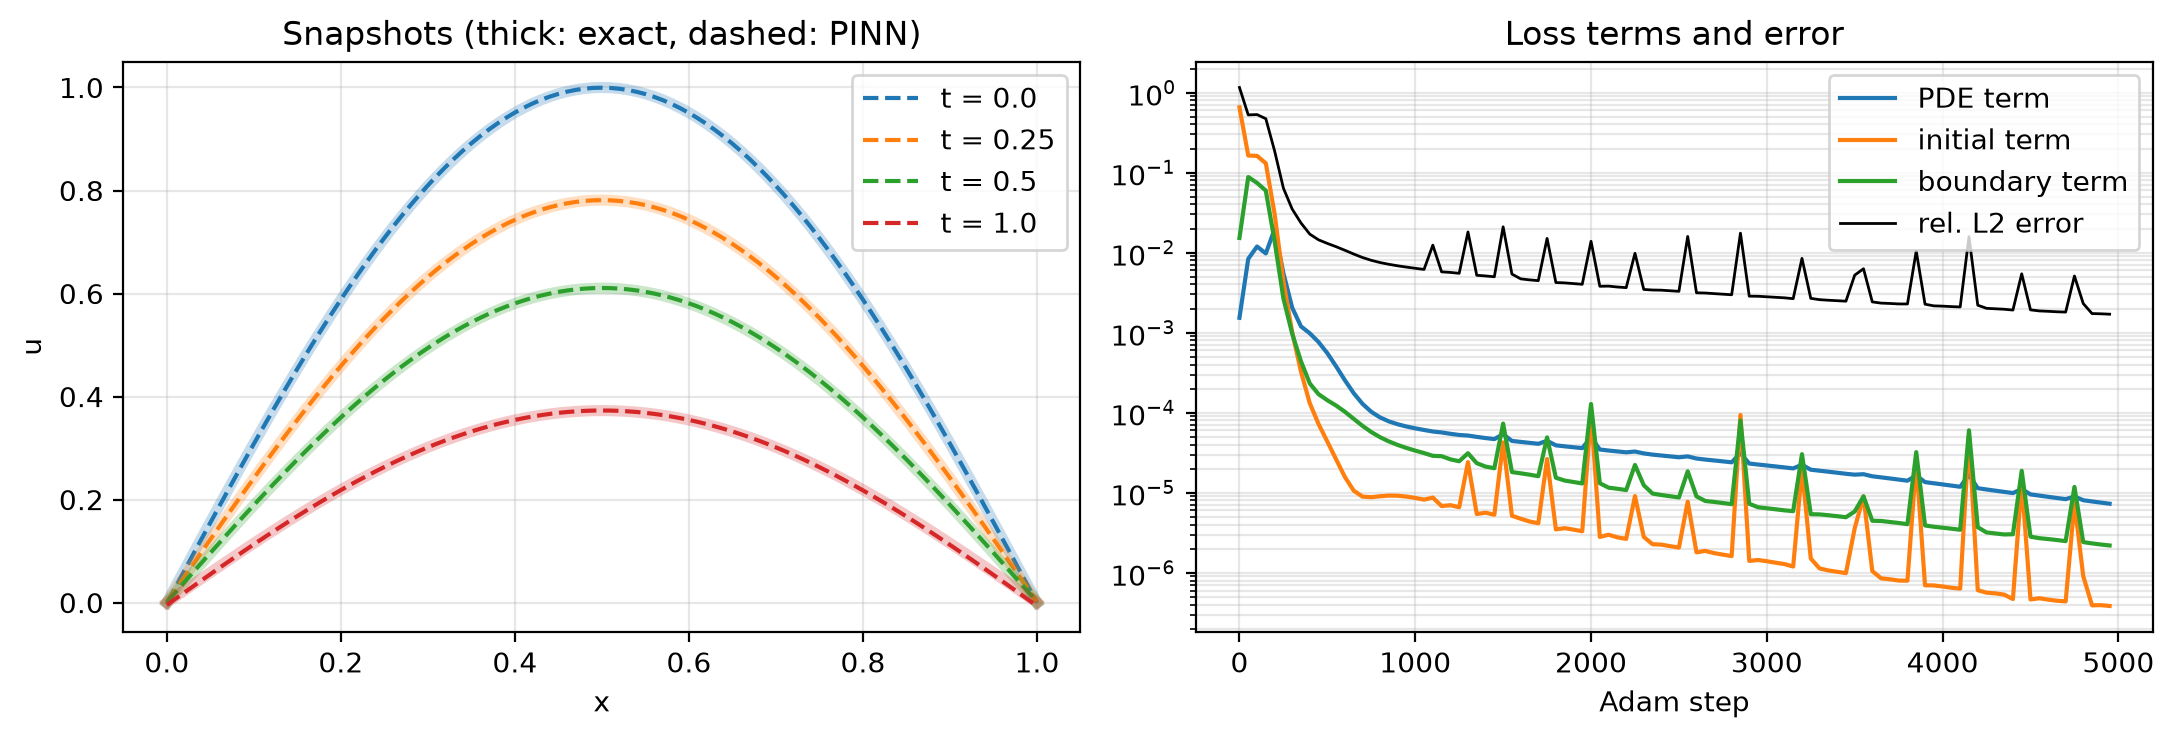 Snapshots (thick: exact, dashed: PINN)
1.0
0.8
0.6
0.4
0.2
0.0
u
0.0 0.2 0.4 0.6 0.8 1.0
x
t = 0.0
t = 0.25
t = 0.5
t = 1.0
Loss terms and error
10⁰
10⁻¹
10⁻²
10⁻³
10⁻⁴
10⁻⁵
10⁻⁶
0 1000 2000 3000 4000 5000
Adam step
PDE term
initial term
boundary term
rel. L2 error